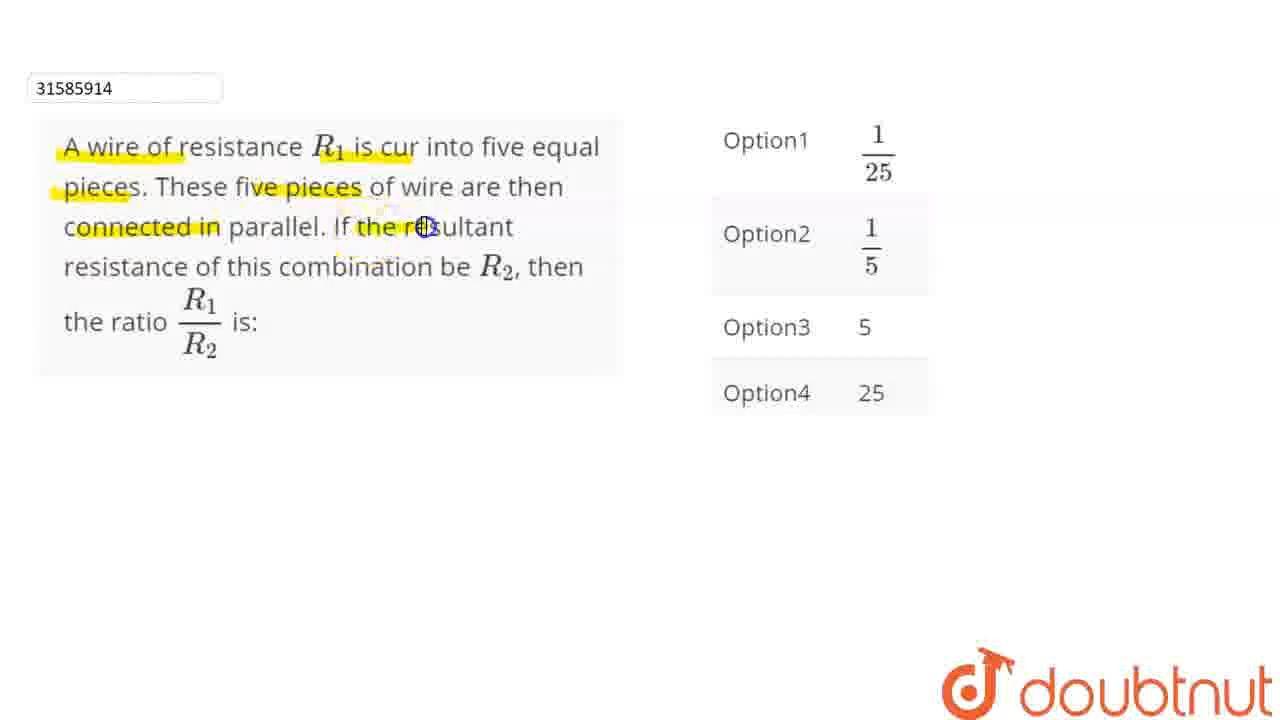 31585914
A wire of resistance R₁ is cur into five equal
pieces. These five pieces of wire are then
connected in parallel. If the resultant
resistance of this combination be R₂, then
the ratio R₁/R₂ is:
Option1 1/25
Option2 1/5
Option3 5
Option4 25
doubtnut